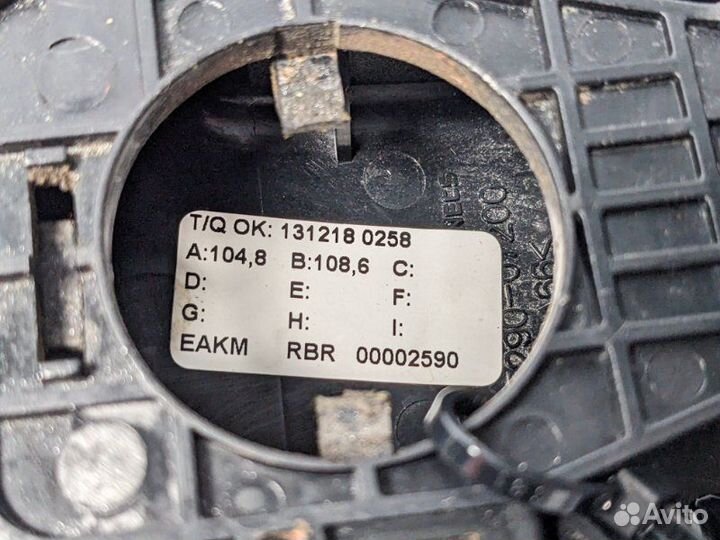 T/Q OK: 131218 0258
A:104,8 B:108,6 C:
D: E: F:
G: H: I:
EAKM RBR 00002590
Avito